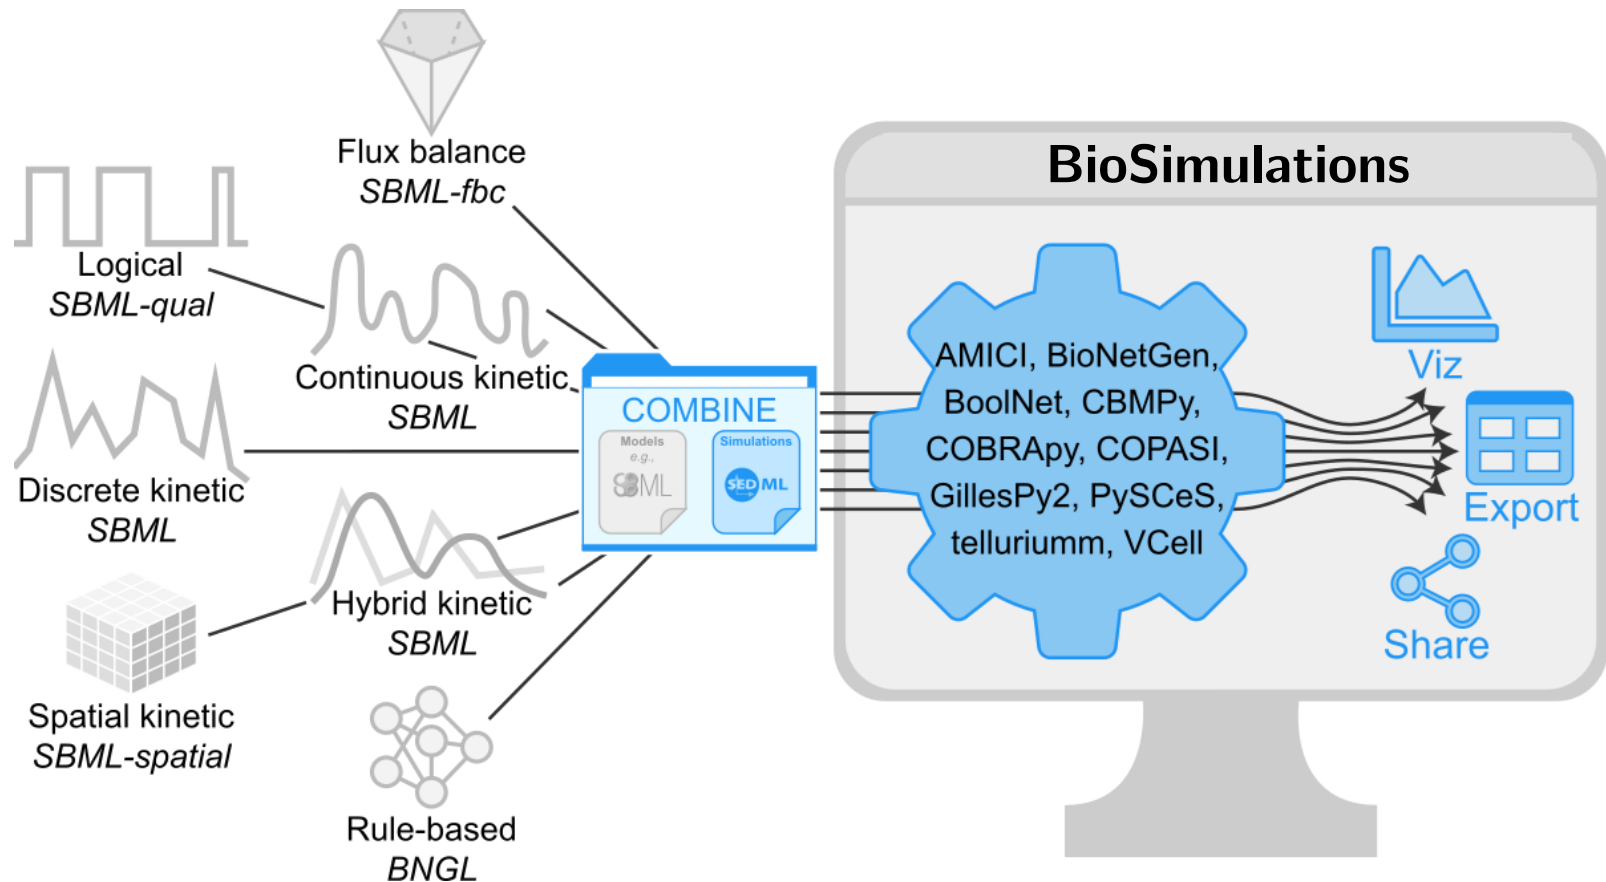 Flux balance
SBML-fbc
Logical
SBML-qual
Continuous kinetic
SBML
Discrete kinetic
SBML
Hybrid kinetic
SBML
Spatial kinetic
SBML-spatial
Rule-based
BNGL
COMBINE
Models
e.g.,
SBML
Simulations
SED ML
BioSimulations
AMICI, BioNetGen,
BoolNet, CBMPy,
COBRApy, COPASI,
GillesPy2, PySCeS,
telluriumm, VCell
Viz
Export
Share